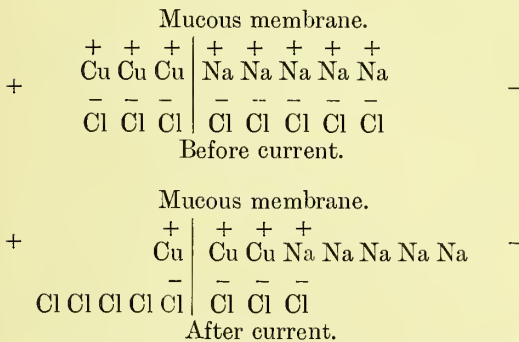 Mucous membrane.
+ + + + + + + +
Cu Cu Cu Na Na Na Na Na
+ −
− − − − − − − −
Cl Cl Cl Cl Cl Cl Cl Cl
Before current.
Mucous membrane.
+ + + +
+ −
Cu Cu Cu Na Na Na Na Na
− − − −
Cl Cl Cl Cl Cl Cl Cl Cl
After current.